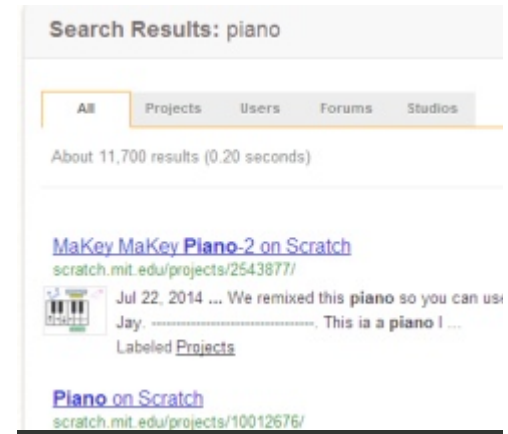 Search Results: piano
All Projects Users Forums Studios
About 11,700 results (0.20 seconds)
MaKey MaKey Piano-2 on Scratch
scratch.mit.edu/projects/2543877/
Jul 22, 2014 ... We remixed this piano so you can use
Jay. ----------------------------------. This ia a piano I ...
Labeled Projects
Piano on Scratch
scratch.mit.edu/projects/10012676/